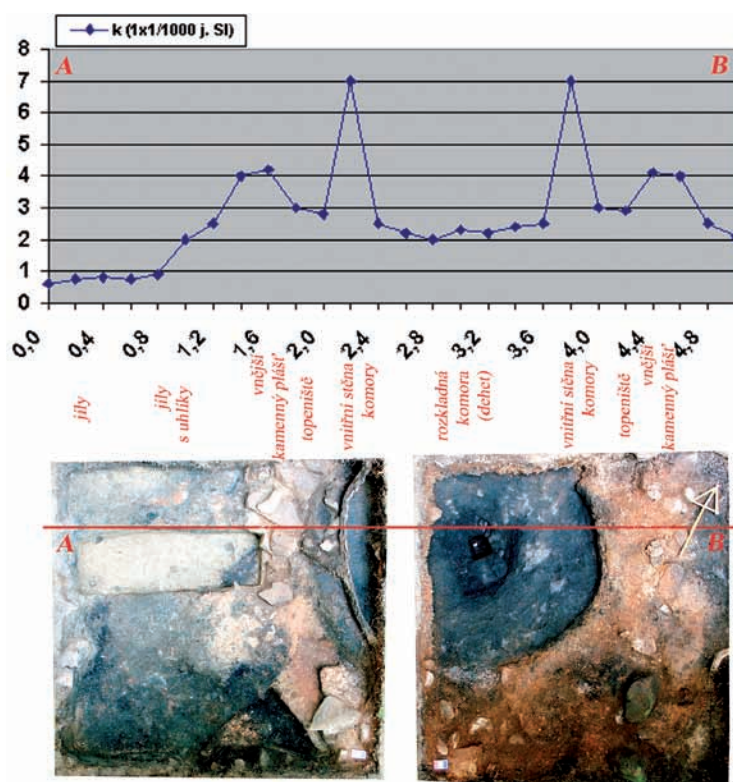 k (1x1/1000 j. SI)
A
B
8
7
6
5
4
3
2
1
0
0,0
0,4
0,8
1,2
1,6
2,0
2,4
2,8
3,2
3,6
4,0
4,4
4,8
jíly
jíly
s uhlíky
vnější
kamenný plášť
topeniště
vnitřní stěna
komory
rozkladná
komora
(dehet)
vnitřní stěna
komory
topeniště
vnější
kamenný plášť
A
B